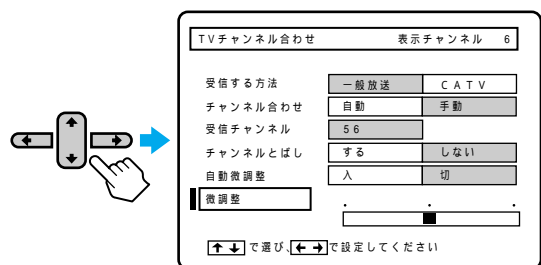 TVチャンネル合わせ 表示チャンネル 6
受信する方法 一般放送 CATV
チャンネル合わせ 自動 手動
受信チャンネル 56
チャンネルとばし する しない
自動微調整 入 切
微調整
↑↓で選び、←→で設定してください